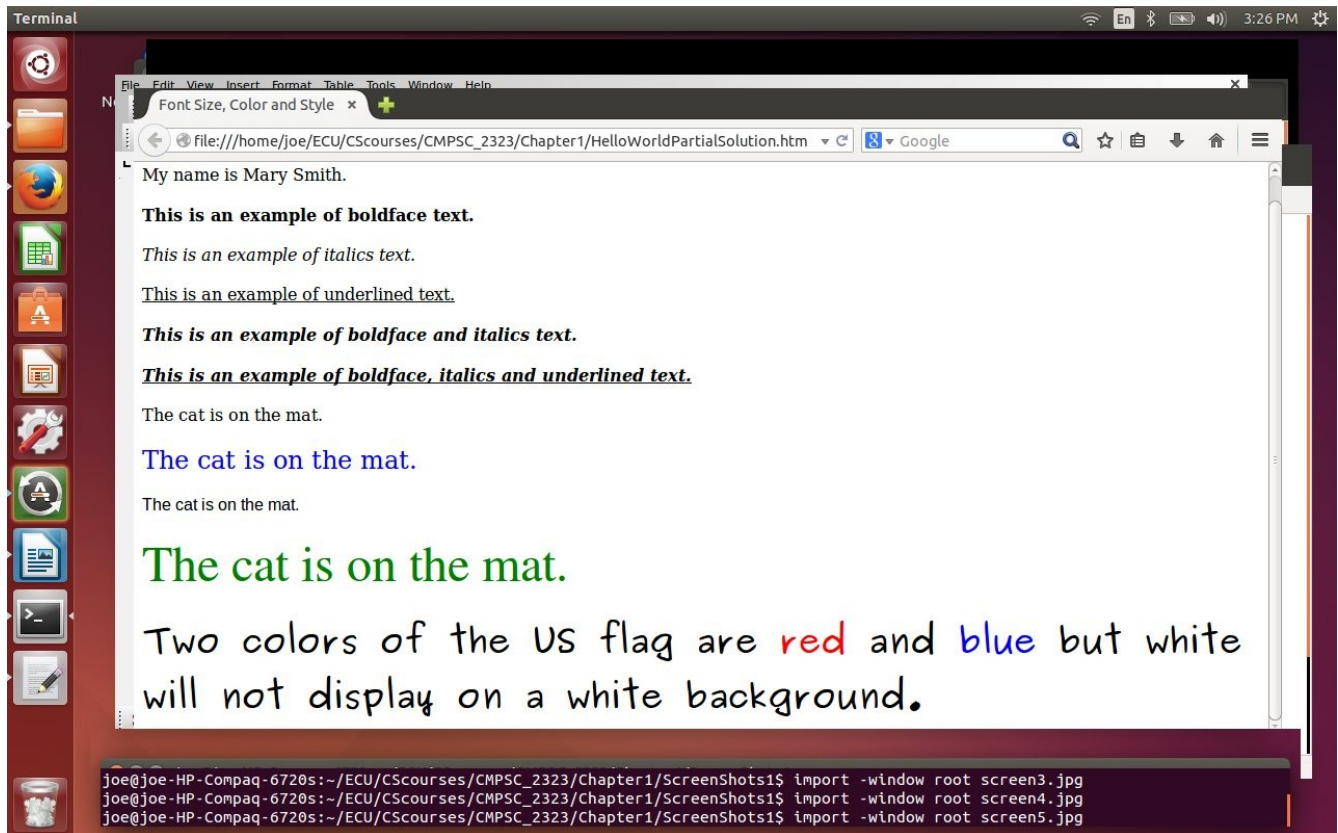 Terminal
En
3:26 PM
File Edit View Insert Format Table Tools Window Help
Font Size, Color and Style
file:///home/joe/ECU/CScourses/CMPSC_2323/Chapter1/HelloWorldPartialSolution.htm
Google
My name is Mary Smith.
This is an example of boldface text.
This is an example of italics text.
This is an example of underlined text.
This is an example of boldface and italics text.
This is an example of boldface, italics and underlined text.
The cat is on the mat.
The cat is on the mat.
The cat is on the mat.
The cat is on the mat.
Two colors of the US flag are red and blue but white
will not display on a white background.
joe@joe-HP-Compaq-6720s:~/ECU/CScourses/CMPSC_2323/Chapter1/ScreenShots1$ import -window root screen3.jpg
joe@joe-HP-Compaq-6720s:~/ECU/CScourses/CMPSC_2323/Chapter1/ScreenShots1$ import -window root screen4.jpg
joe@joe-HP-Compaq-6720s:~/ECU/CScourses/CMPSC_2323/Chapter1/ScreenShots1$ import -window root screen5.jpg